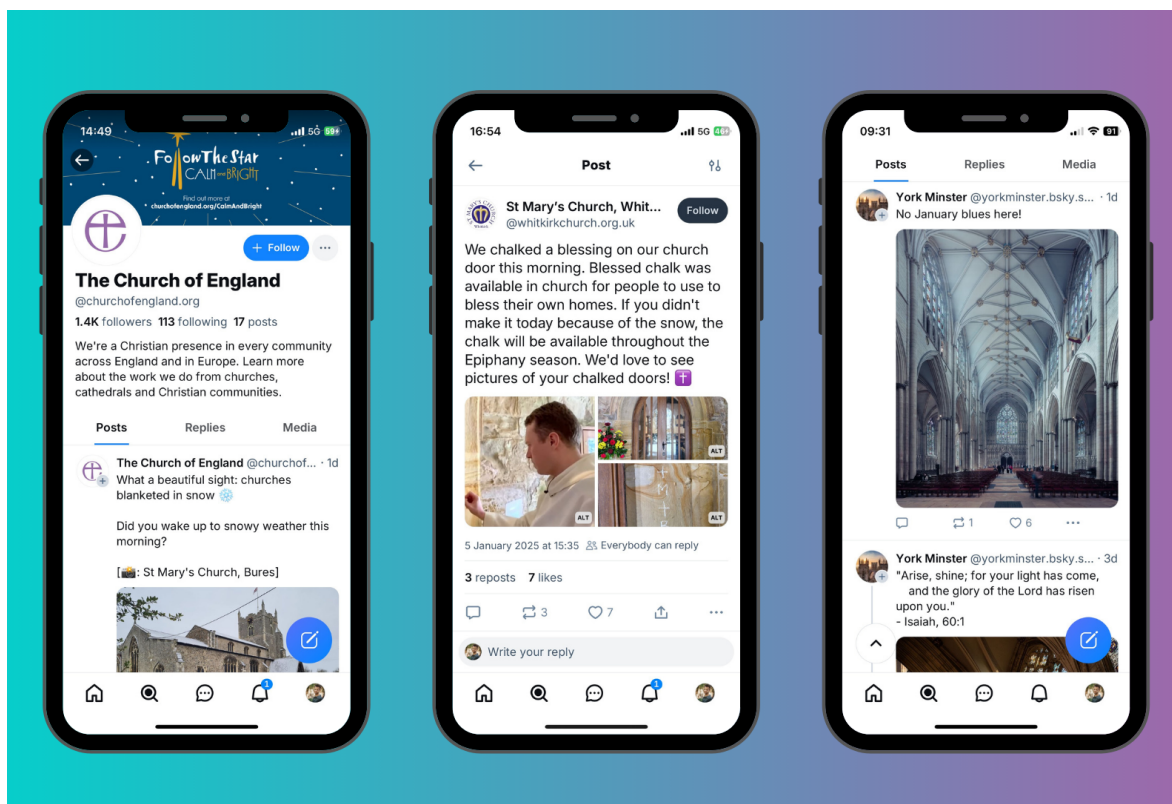 14:49
5G 59
FollowTheStar
CALM and BRIGHT
Find out more at
churchofengland.org/CalmAndBright
+ Follow
The Church of England
@churchofengland.org
1.4K followers 113 following 17 posts
We're a Christian presence in every community
across England and in Europe. Learn more
about the work we do from churches,
cathedrals and Christian communities.
Posts Replies Media
The Church of England @churchof... · 1d
What a beautiful sight: churches
blanketed in snow ❄️
Did you wake up to snowy weather this
morning?
[📸: St Mary's Church, Bures]
1
16:54
5G 46
Post
St Mary's Church, Whit...
@whitkirkchurch.org.uk
Follow
We chalked a blessing on our church
door this morning. Blessed chalk was
available in church for people to use to
bless their own homes. If you didn't
make it today because of the snow, the
chalk will be available throughout the
Epiphany season. We'd love to see
pictures of your chalked doors! ✝️
ALT
ALT
ALT
5 January 2025 at 15:35 Everybody can reply
3 reposts 7 likes
3 7
Write your reply
1
09:31
91
Posts Replies Media
York Minster @yorkminster.bsky.s... · 1d
No January blues here!
1 6
York Minster @yorkminster.bsky.s... · 3d
"Arise, shine; for your light has come,
and the glory of the Lord has risen
upon you."
- Isaiah, 60:1